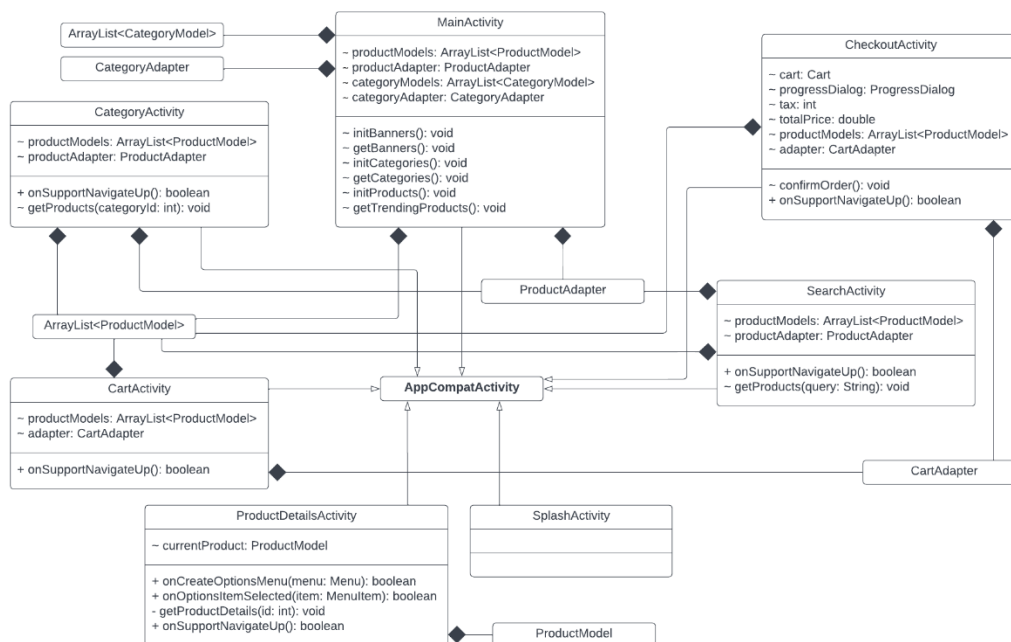 ArrayList<CategoryModel>
CategoryAdapter
MainActivity
~ productModels: ArrayList<ProductModel>
~ productAdapter: ProductAdapter
~ categoryModels: ArrayList<CategoryModel>
~ categoryAdapter: CategoryAdapter
~ initBanners(): void
~ getBanners(): void
~ initCategories(): void
~ getCategories(): void
~ initProducts(): void
~ getTrendingProducts(): void
CheckoutActivity
~ cart: Cart
~ progressDialog: ProgressDialog
~ tax: int
~ totalPrice: double
~ productModels: ArrayList<ProductModel>
~ adapter: CartAdapter
~ confirmOrder(): void
+ onSupportNavigateUp(): boolean
CategoryActivity
~ productModels: ArrayList<ProductModel>
~ productAdapter: ProductAdapter
+ onSupportNavigateUp(): boolean
~ getProducts(categoryId: int): void
ProductAdapter
SearchActivity
~ productModels: ArrayList<ProductModel>
~ productAdapter: ProductAdapter
+ onSupportNavigateUp(): boolean
~ getProducts(query: String): void
ArrayList<ProductModel>
CartActivity
~ productModels: ArrayList<ProductModel>
~ adapter: CartAdapter
+ onSupportNavigateUp(): boolean
AppCompatActivity
CartAdapter
ProductDetailsActivity
~ currentProduct: ProductModel
+ onCreateOptionsMenu(menu: Menu): boolean
+ onOptionsItemSelected(item: MenuItem): boolean
- getProductDetails(id: int): void
+ onSupportNavigateUp(): boolean
SplashActivity
ProductModel